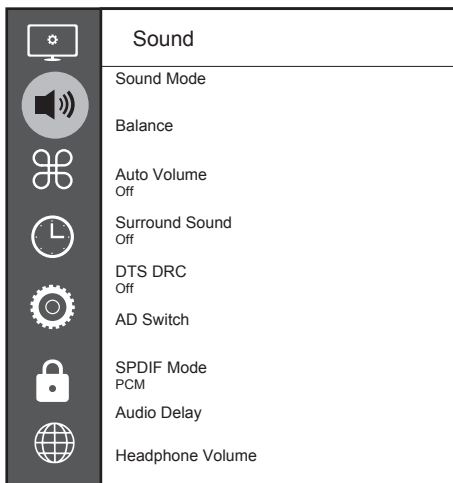 Sound
Sound Mode
Balance
Auto Volume
Off
Surround Sound
Off
DTS DRC
Off
AD Switch
SPDIF Mode
PCM
Audio Delay
Headphone Volume